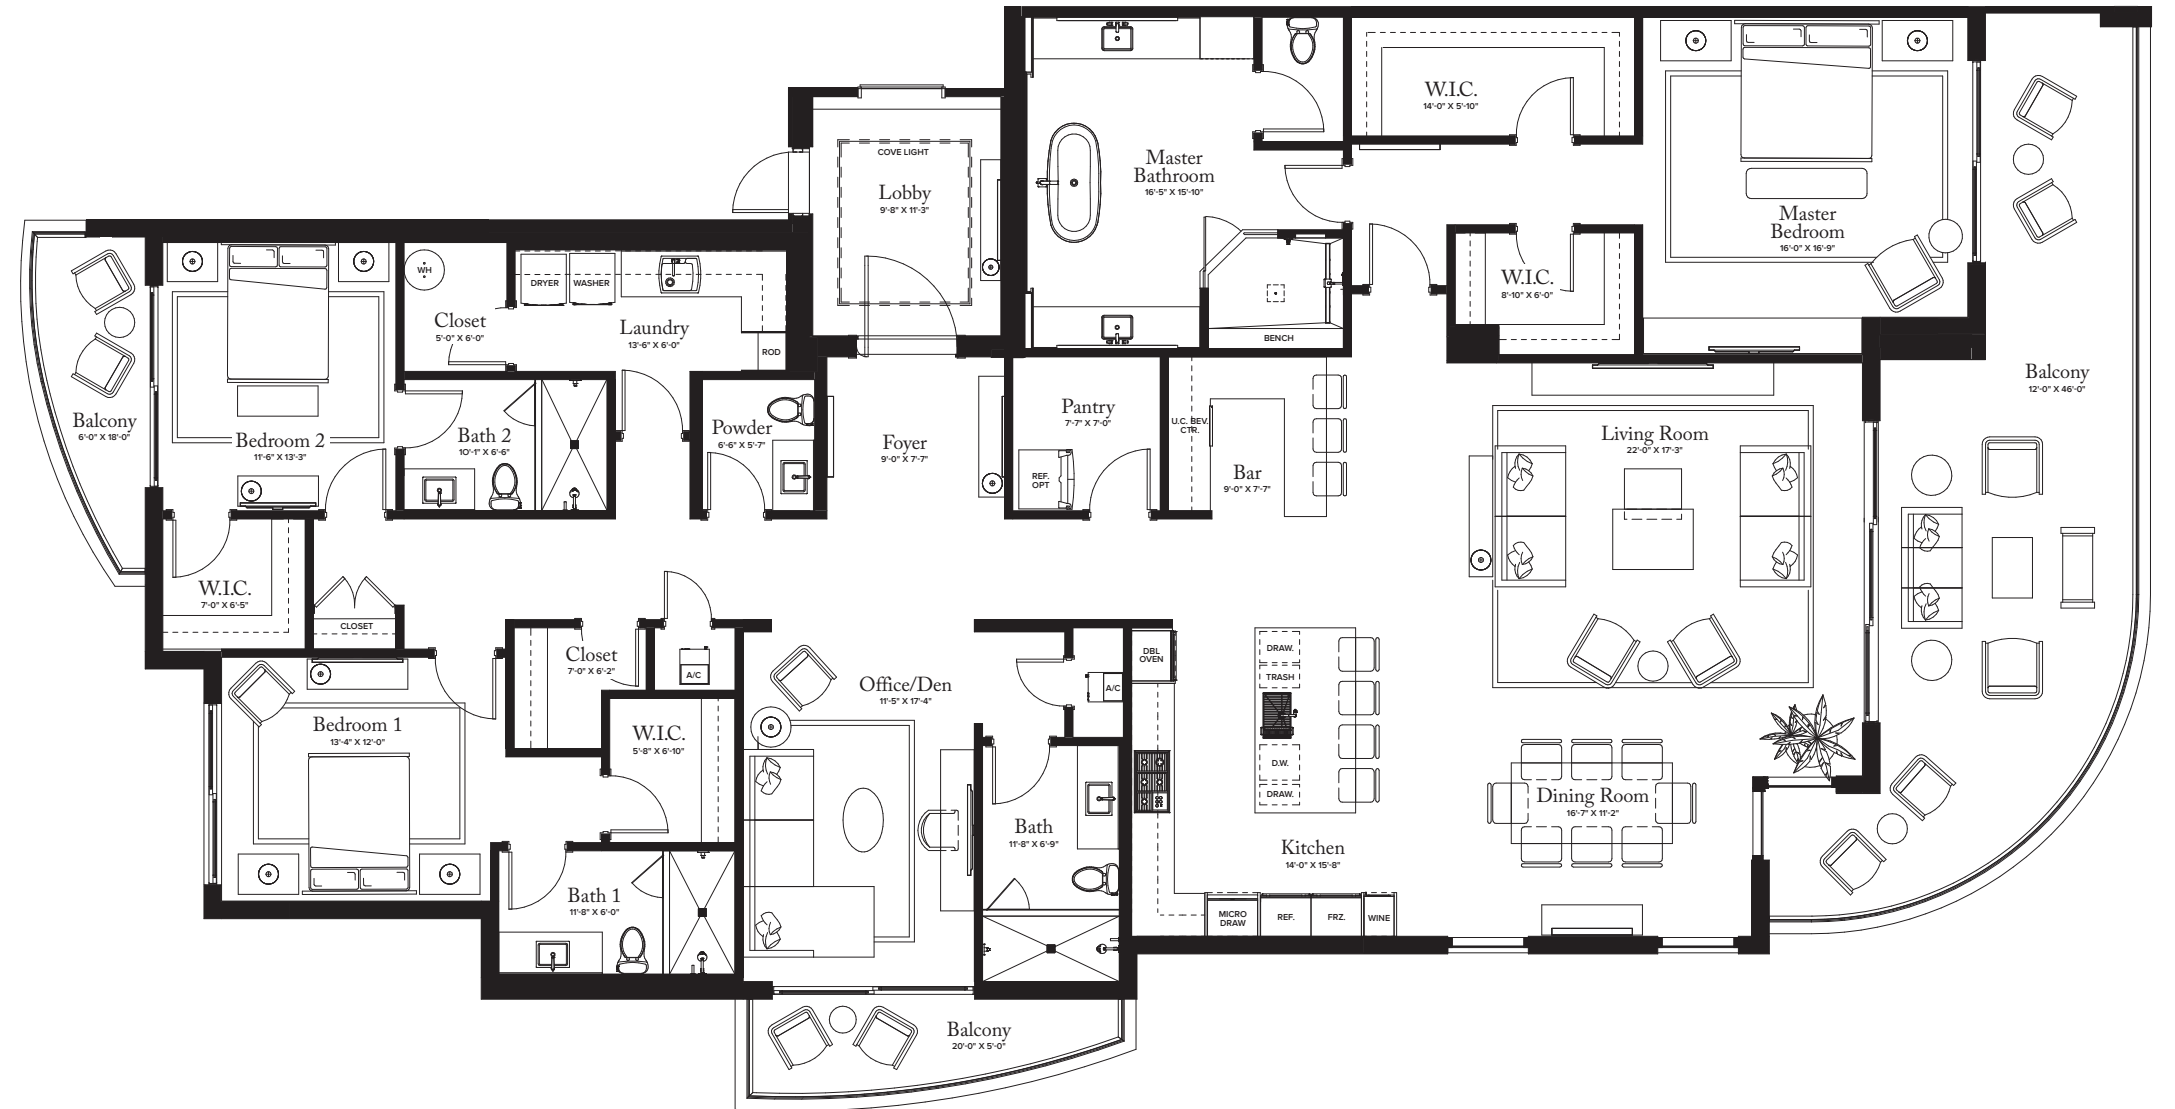 COVE LIGHT
Lobby
9'-8" X 11'-3"
Master
Bathroom
16'-5" X 15'-10"
BENCH
W.I.C.
14'-0" X 5'-10"
W.I.C.
8'-10" X 6'-0"
Master
Bedroom
16'-0" X 16'-9"
Balcony
12'-0" X 46'-0"
Balcony
6'-0" X 18'-0"
Bedroom 2
11'-6" X 13'-3"
WH
Closet
5'-0" X 6'-0"
DRYER
WASHER
Laundry
13'-6" X 6'-0"
ROD
Bath 2
10'-1" X 6'-6"
Powder
6'-6" X 5'-7"
Foyer
9'-0" X 7'-7"
Pantry
7'-7" X 7'-0"
REF.
OPT
U.C. BEV.
CTR.
Bar
9'-0" X 7'-7"
Living Room
22'-0" X 17'-3"
W.I.C.
7'-0" X 6'-5"
CLOSET
Closet
7'-0" X 6'-2"
A/C
W.I.C.
5'-8" X 6'-10"
Bedroom 1
13'-4" X 12'-0"
Bath 1
11'-8" X 6'-0"
Office/Den
11'-5" X 17'-4"
A/C
Bath
11'-8" X 6'-9"
DBL
OVEN
DRAW.
TRASH
D.W.
DRAW.
Kitchen
14'-0" X 15'-8"
MICRO
DRAW
REF.
FRZ.
WINE
Dining Room
16'-7" X 11'-2"
Balcony
20'-0" X 5'-0"